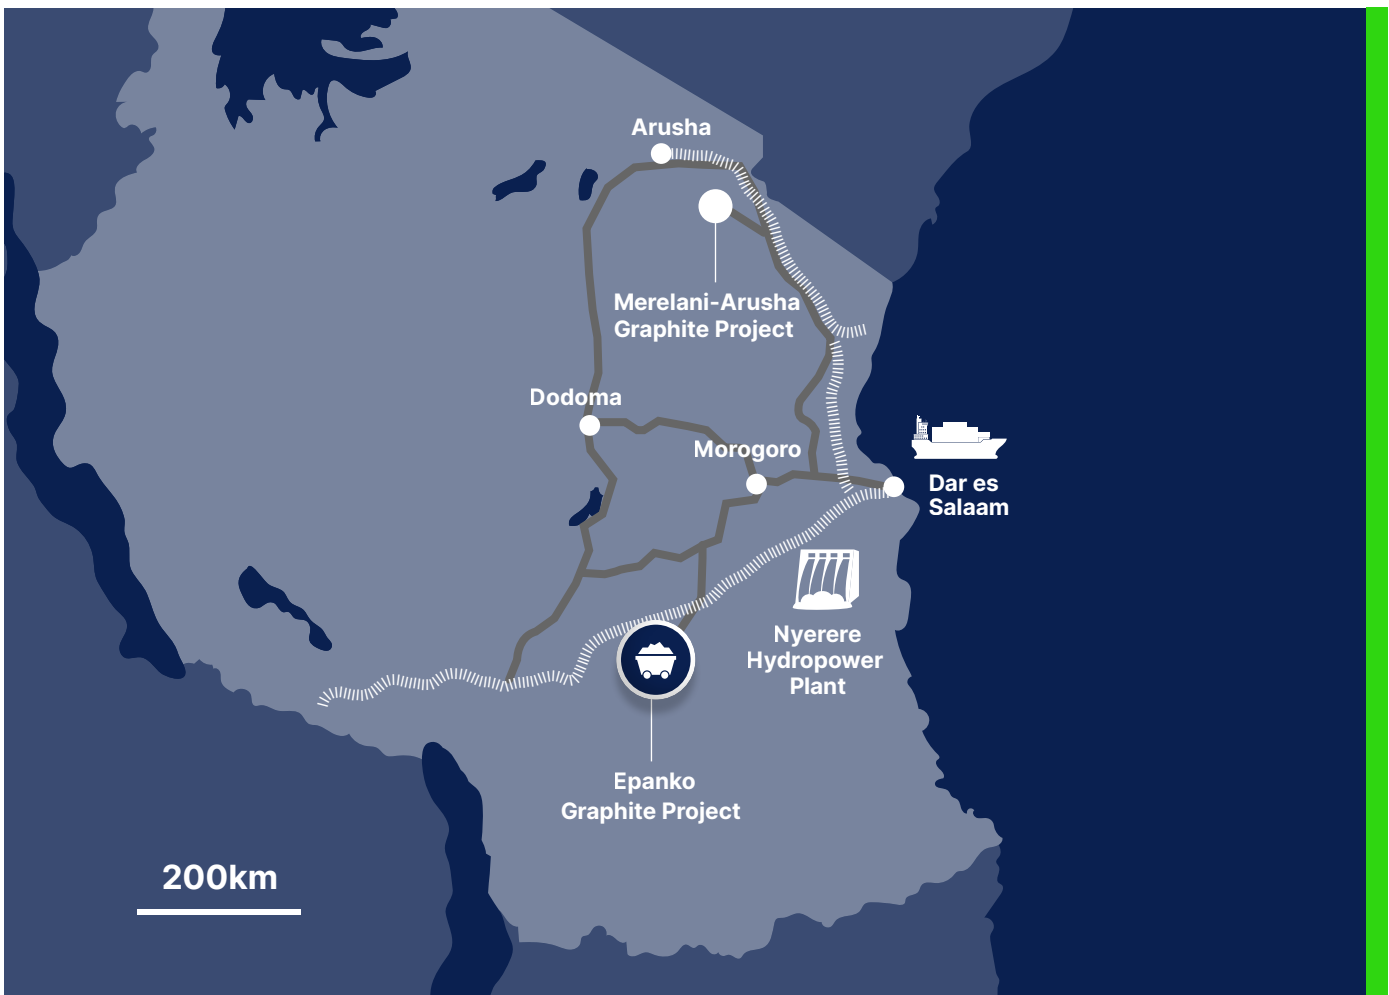 Arusha
Merelani-Arusha
Graphite Project
Dodoma
Morogoro
Dar es
Salaam
Nyerere
Hydropower
Plant
Epanko
Graphite Project
200km